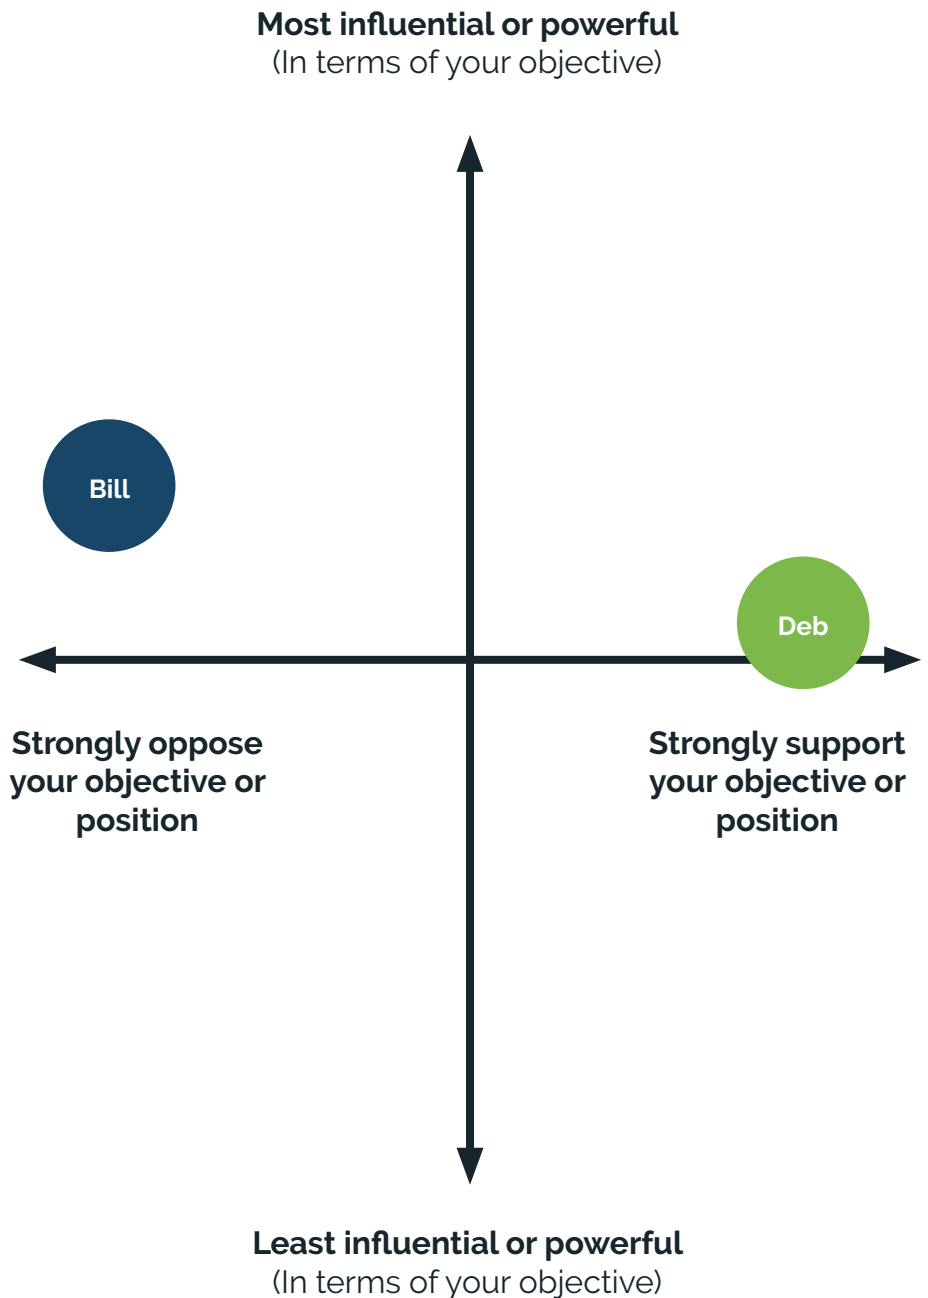 Most influential or powerful
(In terms of your objective)
Bill
Deb
Strongly oppose
your objective or
position
Strongly support
your objective or
position
Least influential or powerful
(In terms of your objective)